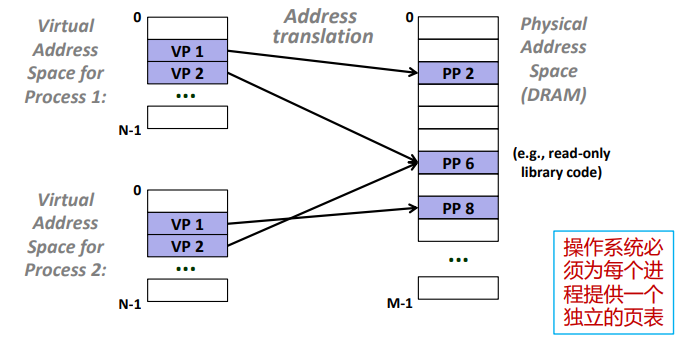 Virtual
Address
Space for
Process 1:
0
VP 1
VP 2
...
N-1
Address
translation
0
PP 2
PP 6
PP 8
...
M-1
Physical
Address
Space
(DRAM)
(e.g., read-only
library code)
Virtual
Address
Space for
Process 2:
0
VP 1
VP 2
...
N-1
操作系统必
须为每个进
程提供一个
独立的页表